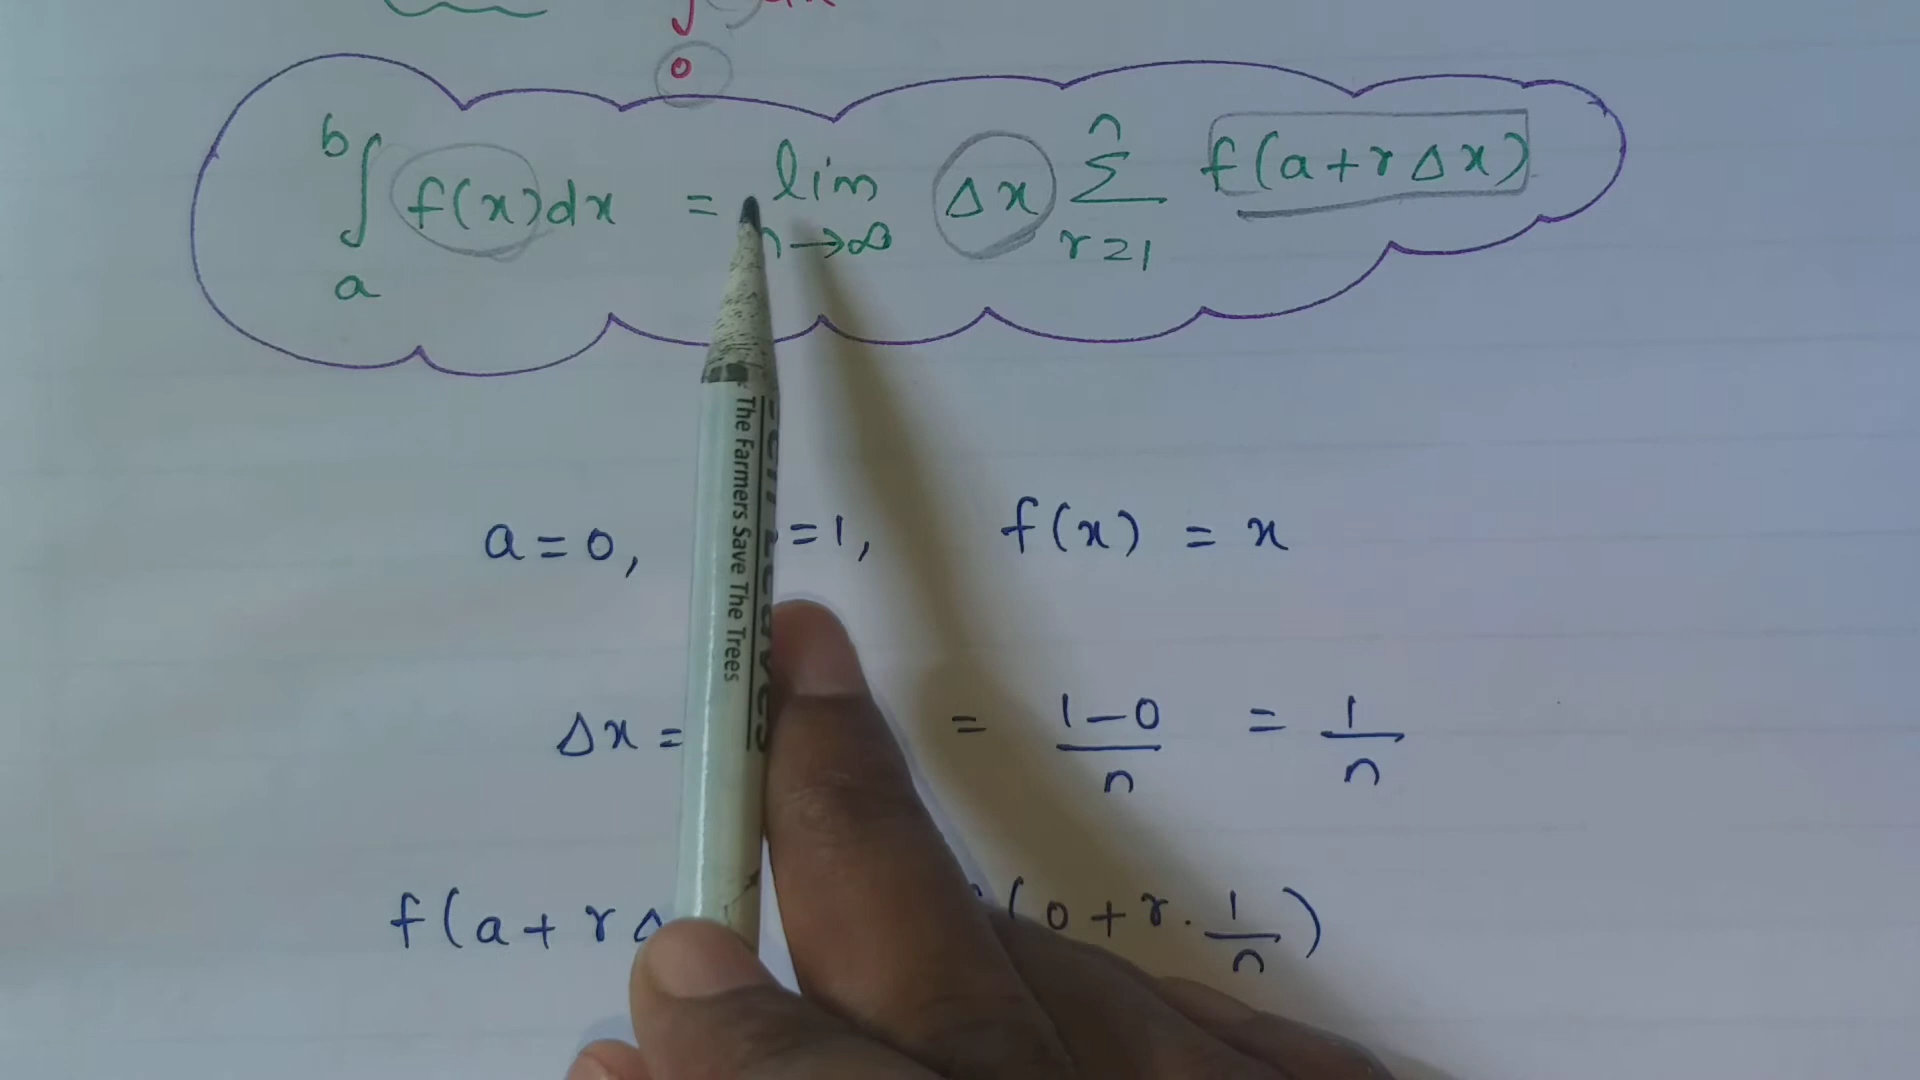 0
b∫a f(x)dx = lim n→∞ Δx n∑r=1 f(a+rΔx)
a=0, =1, f(x) = x
Δx = = 1-0/n = 1/n
f(a+rΔ (0+r.1/n)
The Farmers Save The Trees